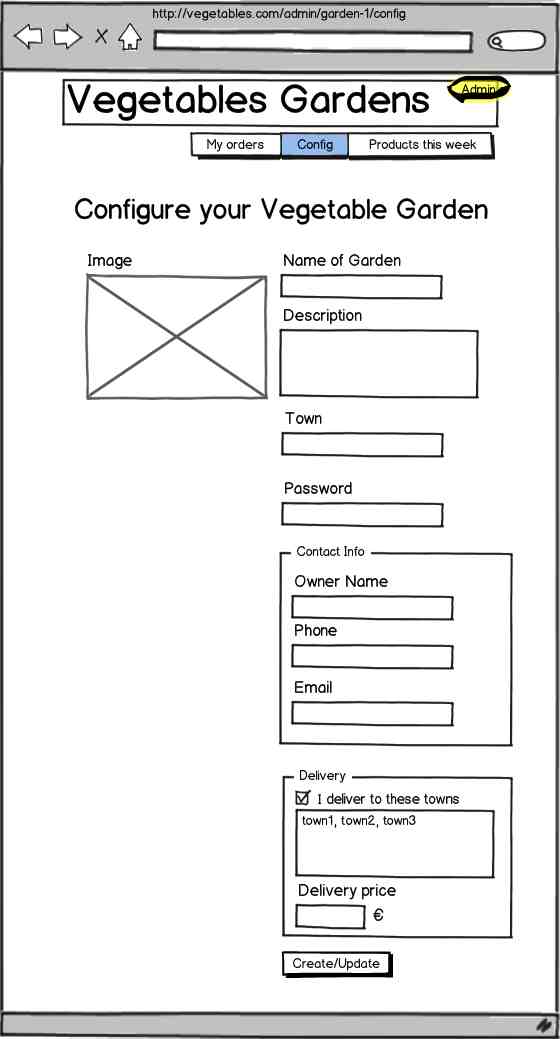 http://vegetables.com/admin/garden-1/config
Vegetables Gardens
Admin
My orders
Config
Products this week
Configure your Vegetable Garden
Image
Name of Garden
Description
Town
Password
Contact Info
Owner Name
Phone
Email
Delivery
I deliver to these towns
town1, town2, town3
Delivery price
€
Create/Update